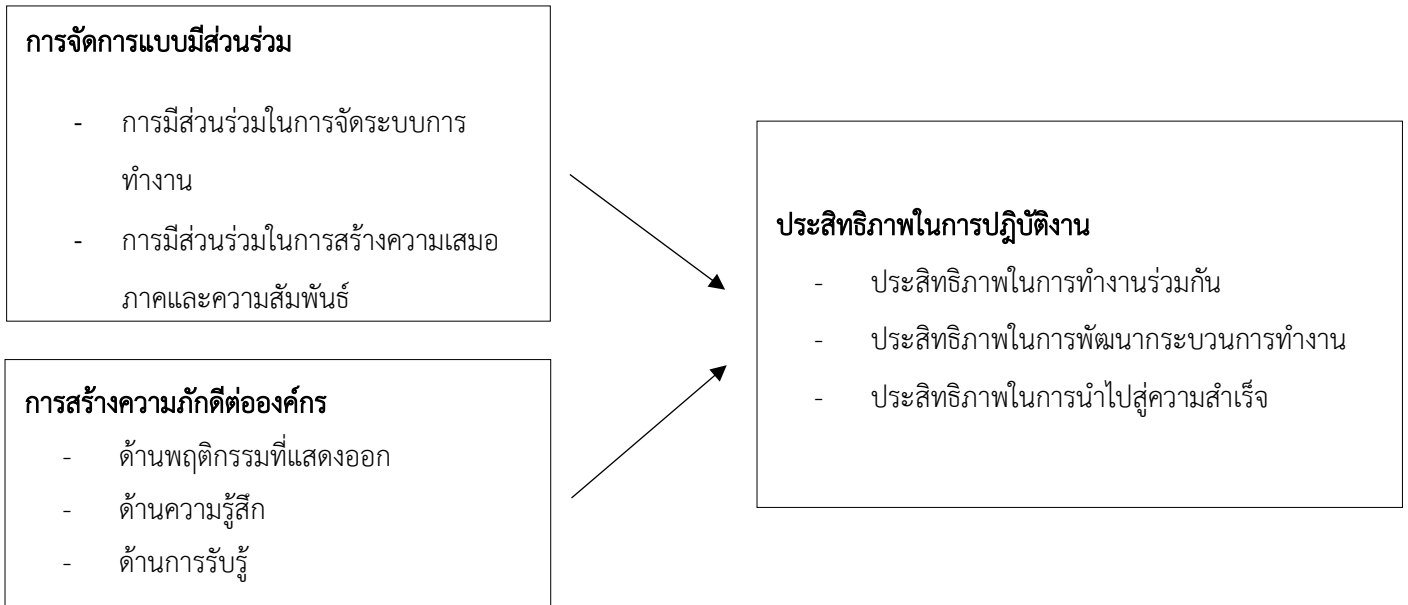 การจัดการแบบมีส่วนร่วม
- การมีส่วนร่วมในการจัดระบบการ
ทำงาน
- การมีส่วนร่วมในการสร้างความเสมอ
ภาคและความสัมพันธ์
การสร้างความภักดีต่อองค์กร
- ด้านพฤติกรรมที่แสดงออก
- ด้านความรู้สึก
- ด้านการรับรู้
ประสิทธิภาพในการปฎิบัติงาน
- ประสิทธิภาพในการทำงานร่วมกัน
- ประสิทธิภาพในการพัฒนากระบวนการทำงาน
- ประสิทธิภาพในการนำไปสู่ความสำเร็จ